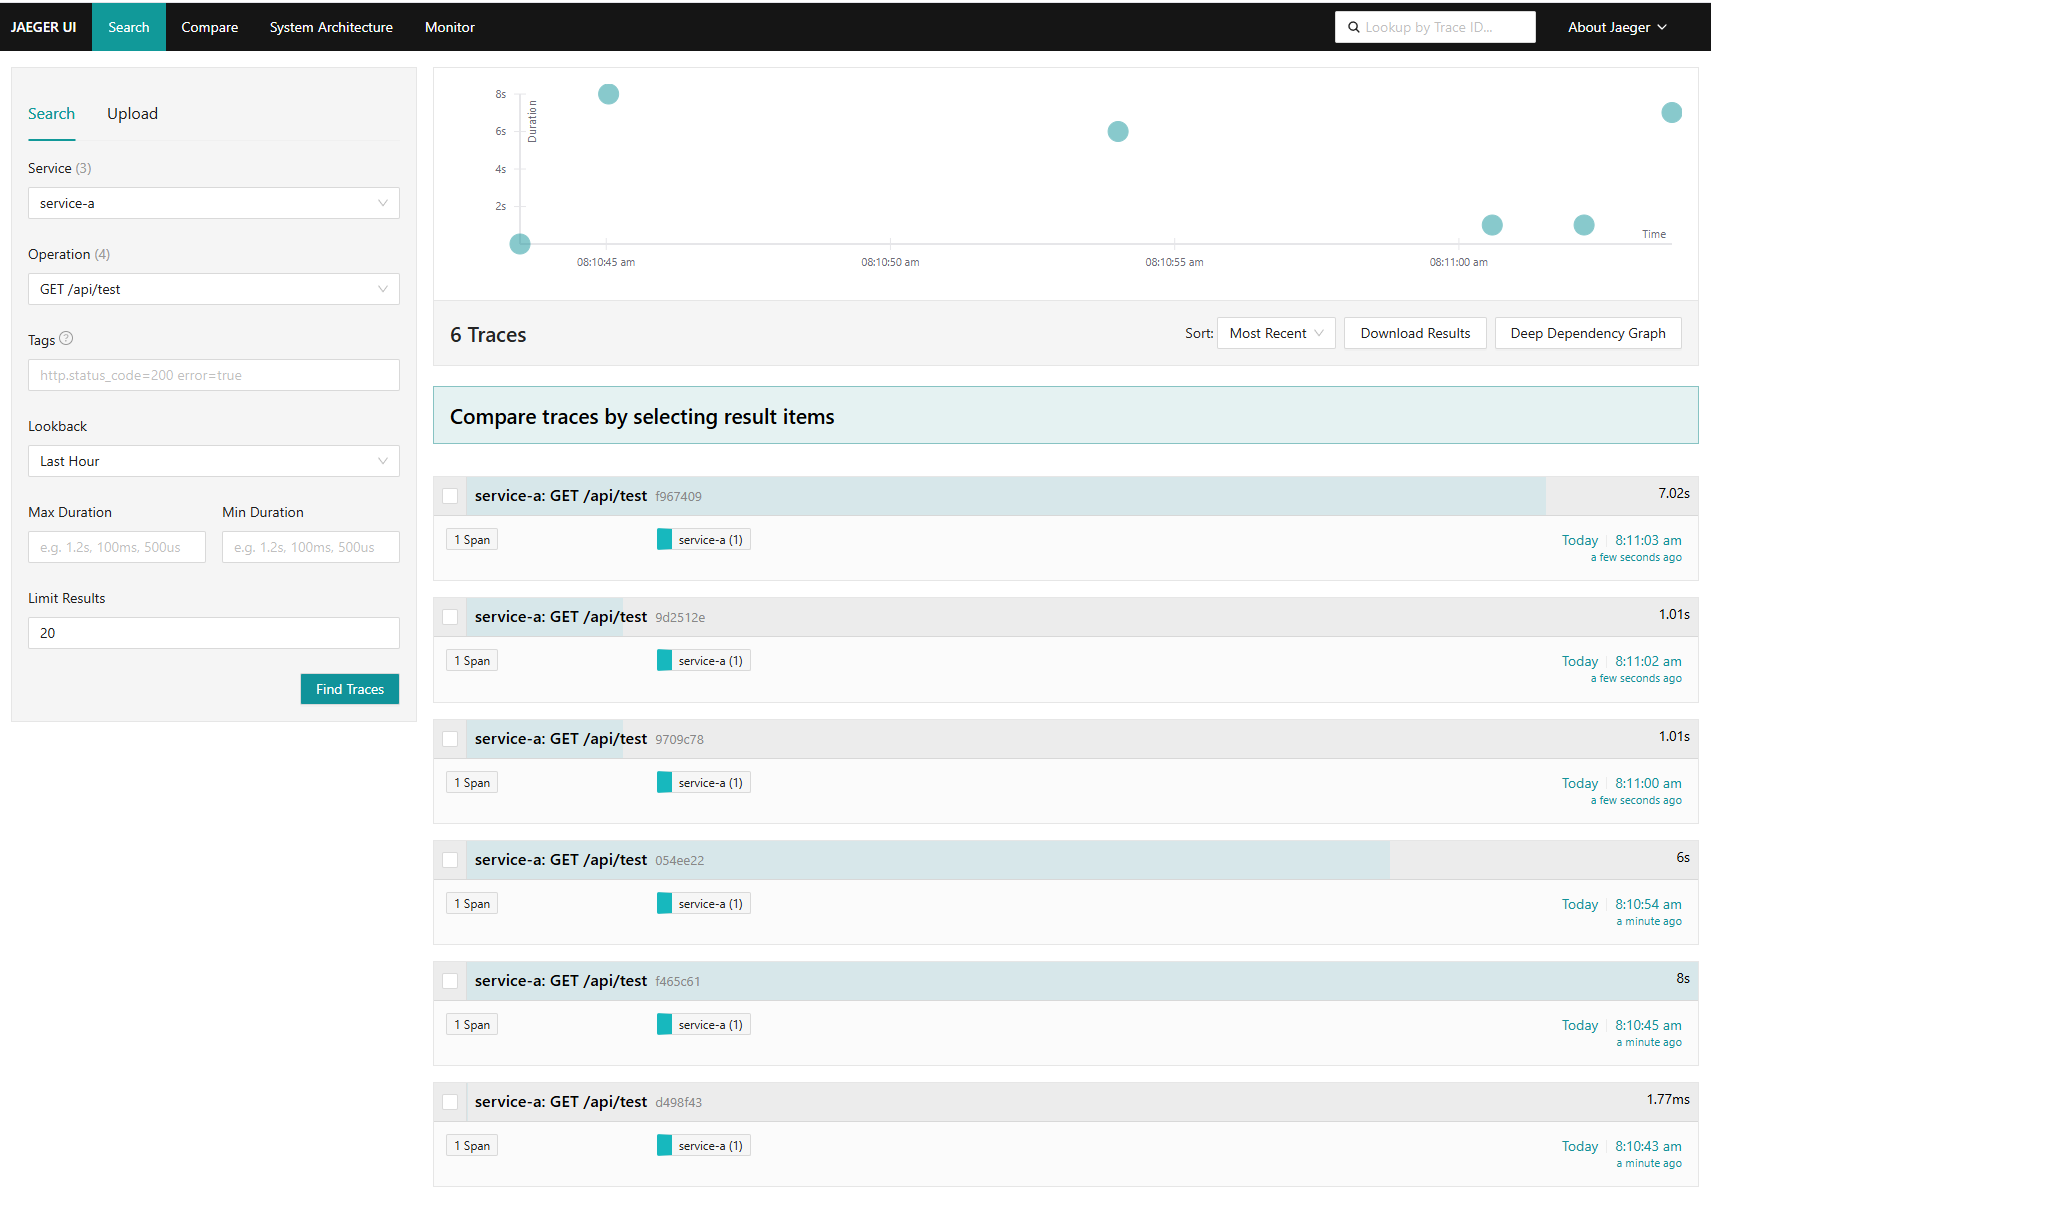 JAEGER UI Search Compare System Architecture Monitor Lookup by Trace ID... About Jaeger
Search Upload
Service (3)
service-a
Operation (4)
GET /api/test
Tags ?
http.status_code=200 error=true
Lookback
Last Hour
Max Duration Min Duration
e.g. 1.2s, 100ms, 500us e.g. 1.2s, 100ms, 500us
Limit Results
20
Find Traces
8s
6s
4s
2s
Duration
Time
08:10:45 am 08:10:50 am 08:10:55 am 08:11:00 am
6 Traces Sort: Most Recent Download Results Deep Dependency Graph
Compare traces by selecting result items
service-a: GET /api/test f967409 7.02s
1 Span service-a (1) Today 8:11:03 am
a few seconds ago
service-a: GET /api/test 9d2512e 1.01s
1 Span service-a (1) Today 8:11:02 am
a few seconds ago
service-a: GET /api/test 9709c78 1.01s
1 Span service-a (1) Today 8:11:00 am
a few seconds ago
service-a: GET /api/test 054ee22 6s
1 Span service-a (1) Today 8:10:54 am
a minute ago
service-a: GET /api/test f465c61 8s
1 Span service-a (1) Today 8:10:45 am
a minute ago
service-a: GET /api/test d498f43 1.77ms
1 Span service-a (1) Today 8:10:43 am
a minute ago